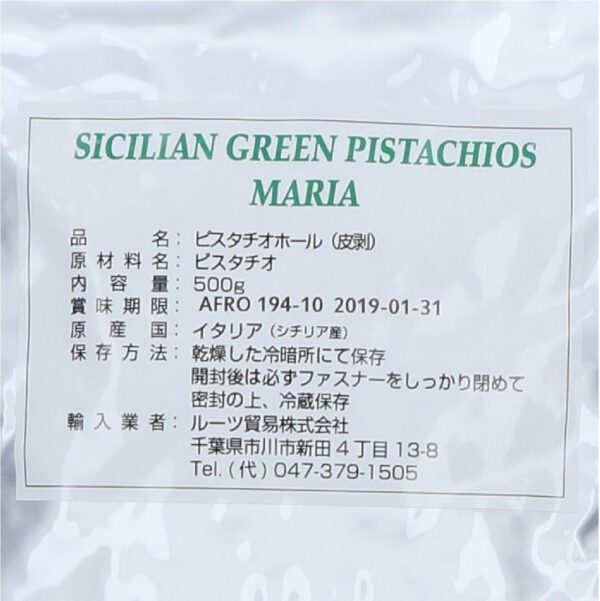 SICILIAN GREEN PISTACHIOS
MARIA
品名：ピスタチオホール（皮剥）
原材料名：ピスタチオ
内容量：500g
賞味期限：AFRO 194-10 2019-01-31
原産国：イタリア（シチリア産）
保存方法：乾燥した冷暗所にて保存
開封後は必ずファスナーをしっかり閉めて
密封の上、冷蔵保存
輸入業者：ルーツ貿易株式会社
千葉県市川市新田4丁目13-8
Tel.（代）047-379-1505